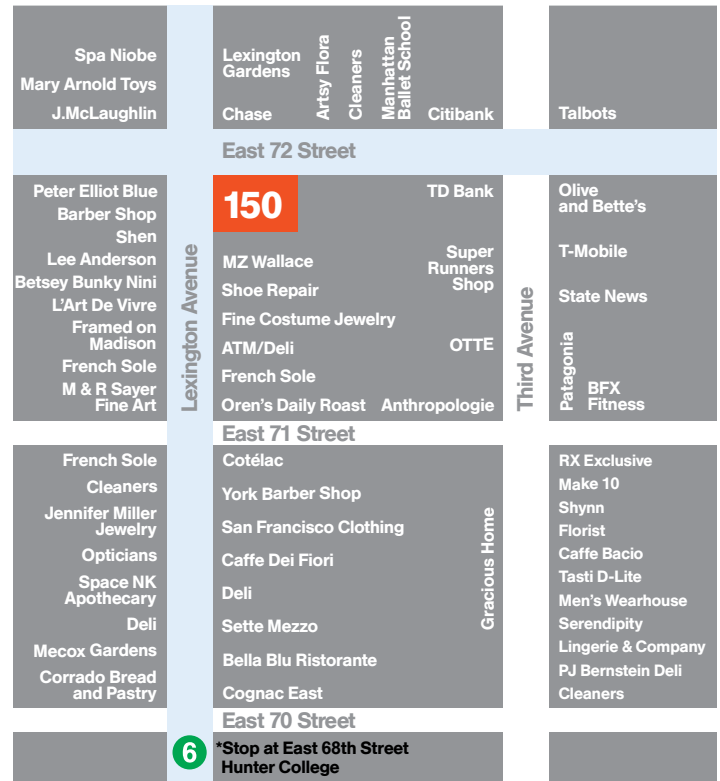 Spa Niobe
Mary Arnold Toys
J.McLaughlin
Lexington
Gardens
Chase
Artsy Flora
Cleaners
Manhattan
Ballet School
Citibank
Talbots
East 72 Street
Peter Elliot Blue
Barber Shop
Shen
Lee Anderson
Betsey Bunky Nini
L'Art De Vivre
Framed on
Madison
French Sole
M & R Sayer
Fine Art
Lexington Avenue
150
MZ Wallace
Shoe Repair
Fine Costume Jewelry
ATM/Deli
French Sole
Oren's Daily Roast
TD Bank
Super
Runners
Shop
OTTE
Anthropologie
Third Avenue
Olive
and Bette's
T-Mobile
State News
Patagonia
BFX
Fitness
East 71 Street
French Sole
Cleaners
Jennifer Miller
Jewelry
Opticians
Space NK
Apothecary
Deli
Mecox Gardens
Corrado Bread
and Pastry
Cotélac
York Barber Shop
San Francisco Clothing
Caffe Dei Fiori
Deli
Sette Mezzo
Bella Blu Ristorante
Cognac East
Gracious Home
RX Exclusive
Make 10
Shynn
Florist
Caffe Bacio
Tasti D-Lite
Men's Wearhouse
Serendipity
Lingerie & Company
PJ Bernstein Deli
Cleaners
East 70 Street
6
*Stop at East 68th Street
Hunter College